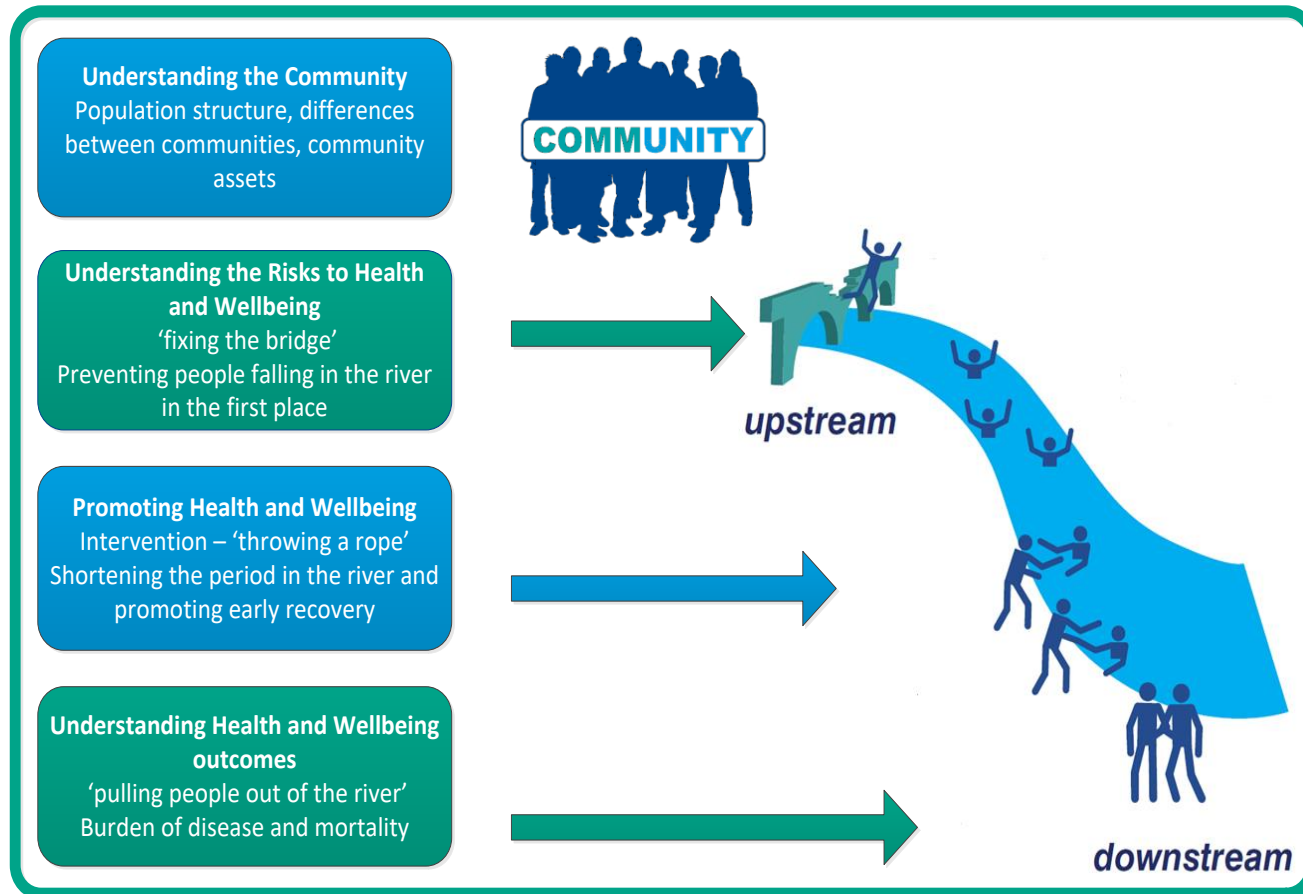 Understanding the Community
Population structure, differences
between communities, community
assets
COMMUNITY
Understanding the Risks to Health
and Wellbeing
‘fixing the bridge’
Preventing people falling in the river
in the first place
upstream
Promoting Health and Wellbeing
Intervention – ‘throwing a rope’
Shortening the period in the river and
promoting early recovery
Understanding Health and Wellbeing
outcomes
‘pulling people out of the river’
Burden of disease and mortality
downstream